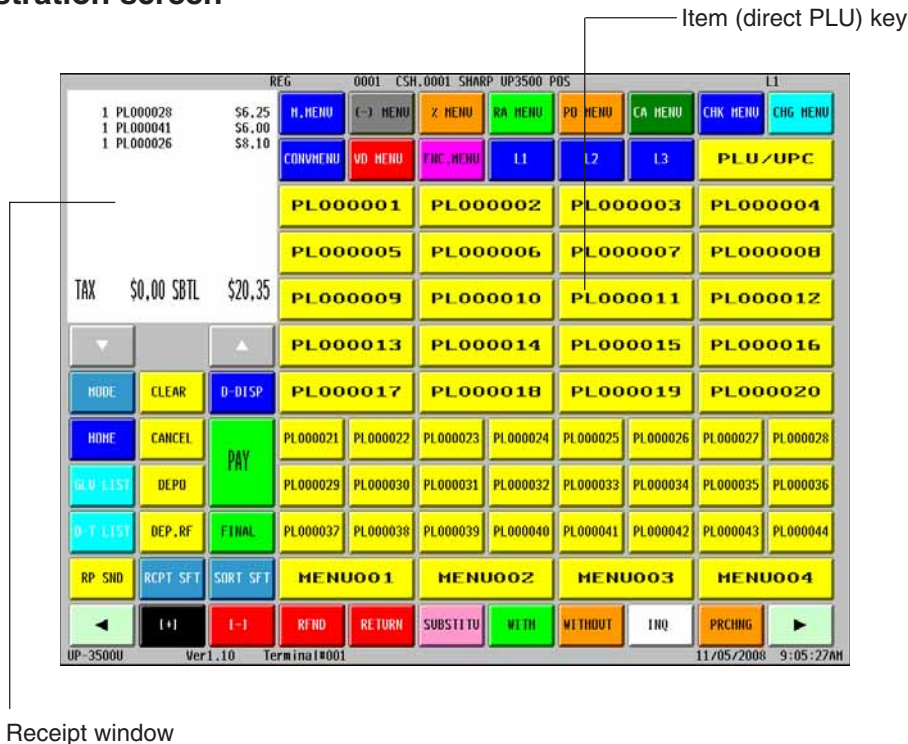 stration screen
Item (direct PLU) key
REG 0001 CSH.0001 SHARP UP3500 POS L1
1 PL000028 $6,25
1 PL000041 $6,00
1 PL000026 $8,10
TAX $0,00 SBTL $20,35
M.MENU (-) MENU % MENU RA MENU PO MENU CA MENU CHK MENU CHG MENU
CONVMENU VD MENU FNC.MENU L1 L2 L3 PLU/UPC
PL000001 PL000002 PL000003 PL000004
PL000005 PL000006 PL000007 PL000008
PL000009 PL000010 PL000011 PL000012
PL000013 PL000014 PL000015 PL000016
MODE CLEAR D-DISP PL000017 PL000018 PL000019 PL000020
HOME CANCEL PAY PL000021 PL000022 PL000023 PL000024 PL000025 PL000026 PL000027 PL000028
GLU LIST DEPO PL000029 PL000030 PL000031 PL000032 PL000033 PL000034 PL000035 PL000036
D-T LIST DEP.RF FINAL PL000037 PL000038 PL000039 PL000040 PL000041 PL000042 PL000043 PL000044
RP SND RCPT SFT SORT SFT MENU001 MENU002 MENU003 MENU004
◄ [+] [-] RFND RETURN SUBSTITU WITH WITHOUT INQ PRCHNG ►
UP-3500U Ver1.10 Terminal#001 11/05/2008 9:05:27AM
Receipt window